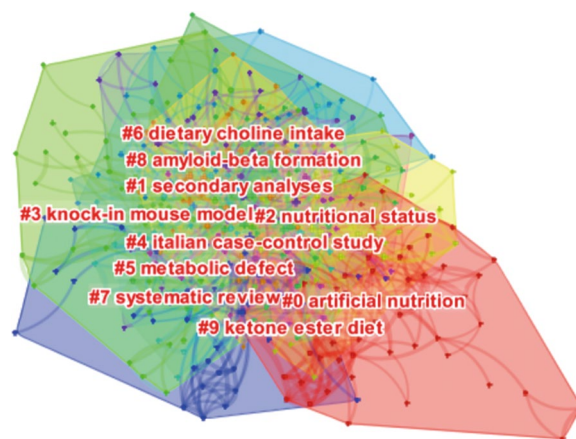 #6 dietary choline intake
#8 amyloid-beta formation
#1 secondary analyses
#3 knock-in mouse model
#2 nutritional status
#4 italian case-control study
#5 metabolic defect
#7 systematic review
#0 artificial nutrition
#9 ketone ester diet